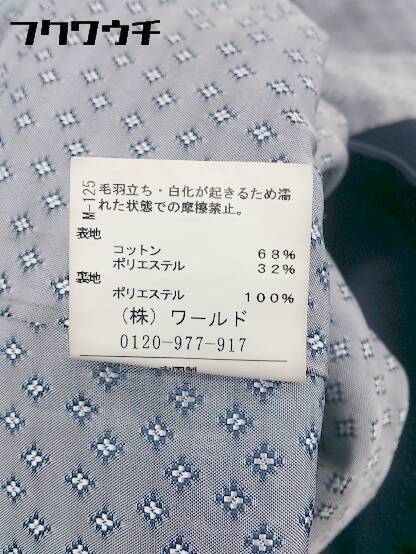 フクワウチ
M-125
毛羽立ち・白化が起きるため濡
れた状態での摩擦禁止。
表地
コットン 68%
ポリエステル 32%
裏地
ポリエステル 100%
(株) ワールド
0120-977-917